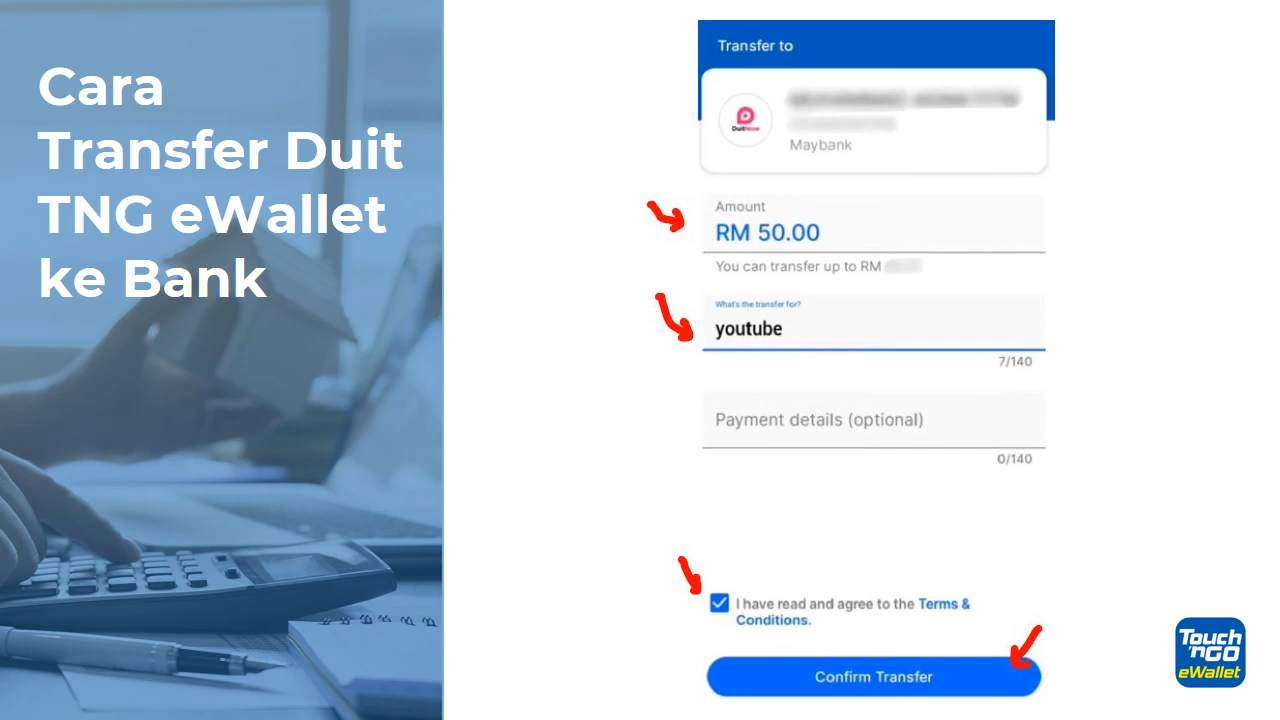 Cara
Transfer Duit
TNG eWallet
ke Bank
Transfer to
DuitNow
Maybank
Amount
RM 50.00
You can transfer up to RM
What's the transfer for?
youtube
7/140
Payment details (optional)
0/140
I have read and agree to the Terms &
Conditions.
Confirm Transfer
Touch
'nGO
eWallet